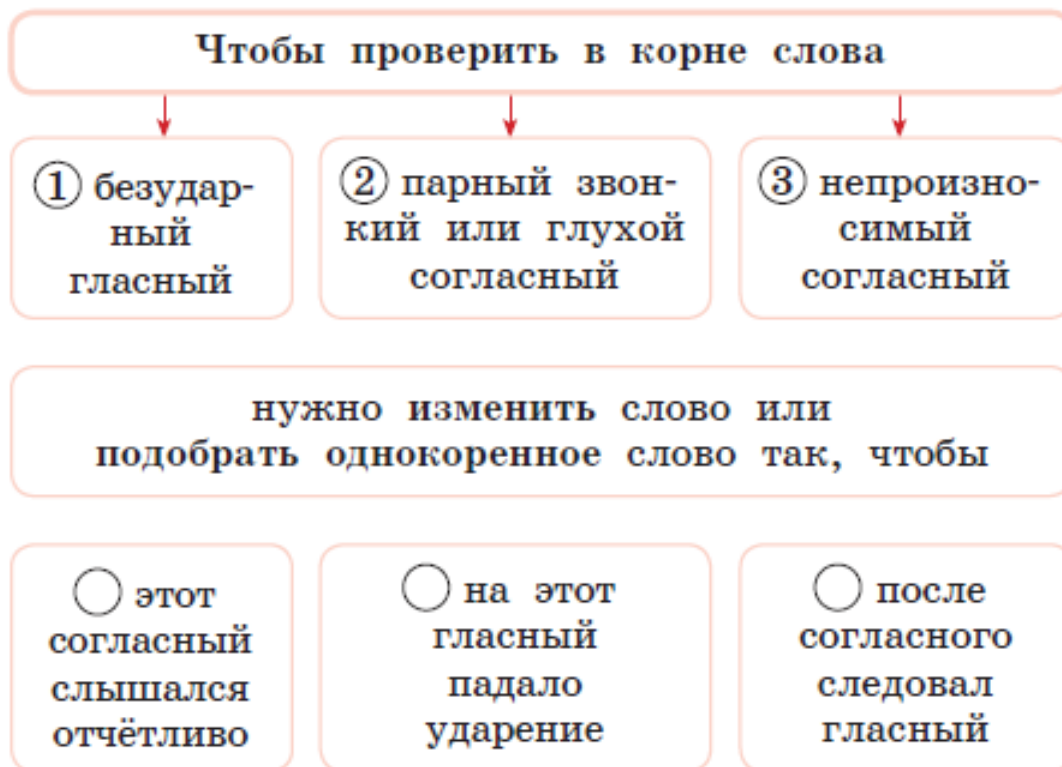 Чтобы проверить в корне слова
1 безудар-
ный
гласный
2 парный звон-
кий или глухой
согласный
3 непроизно-
симый
согласный
нужно изменить слово или
подобрать однокоренное слово так, чтобы
этот
согласный
слышался
отчётливо
на этот
гласный
падало
ударение
после
согласного
следовал
гласный